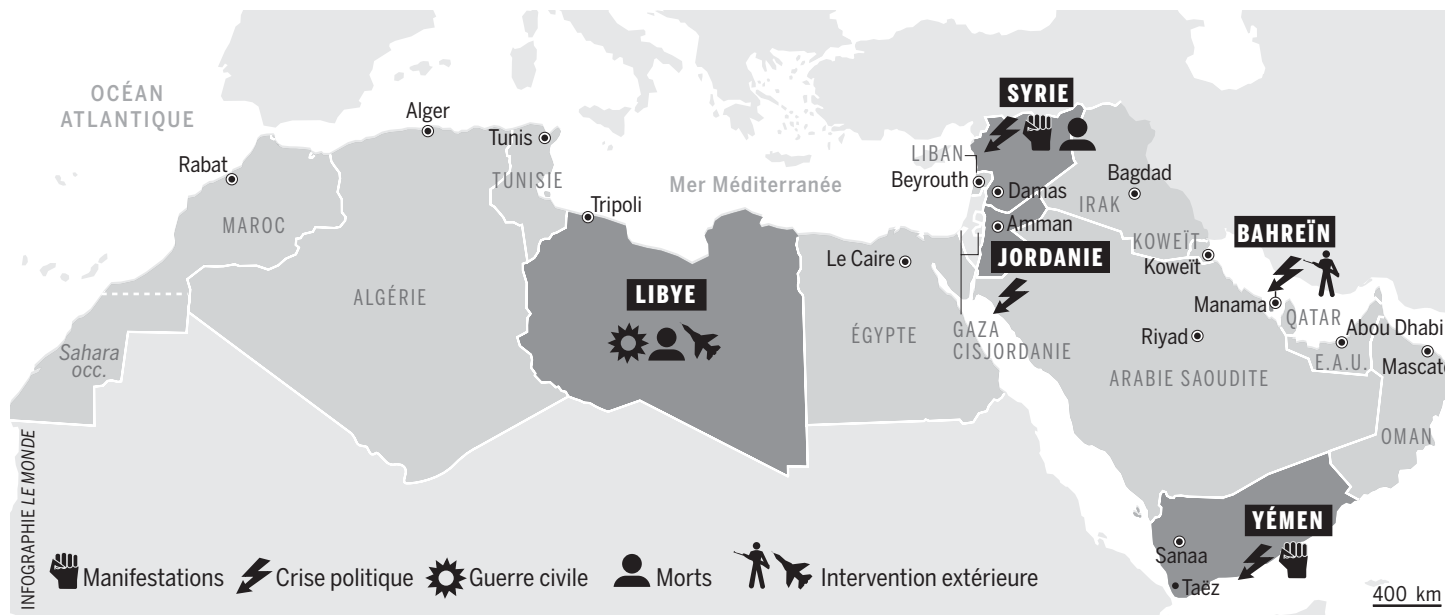 OCÉAN
ATLANTIQUE
Alger
Tunis
Rabat
TUNISIE
MAROC
Tripoli
Mer Méditerranée
SYRIE
LIBAN
Beyrouth
Damas
Bagdad
IRAK
Amman
JORDANIE
KOWEÏT
Koweït
BAHREÏN
Le Caire
LIBYE
ALGÉRIE
ÉGYPTE
GAZA
CISJORDANIE
Manama
QATAR
Riyad
Abou Dhabi
E.A.U.
Mascate
ARABIE SAOUDITE
Sahara
occ.
OMAN
YÉMEN
Sanaa
Taëz
INFOGRAPHIE LE MONDE
Manifestations
Crise politique
Guerre civile
Morts
Intervention extérieure
400 km